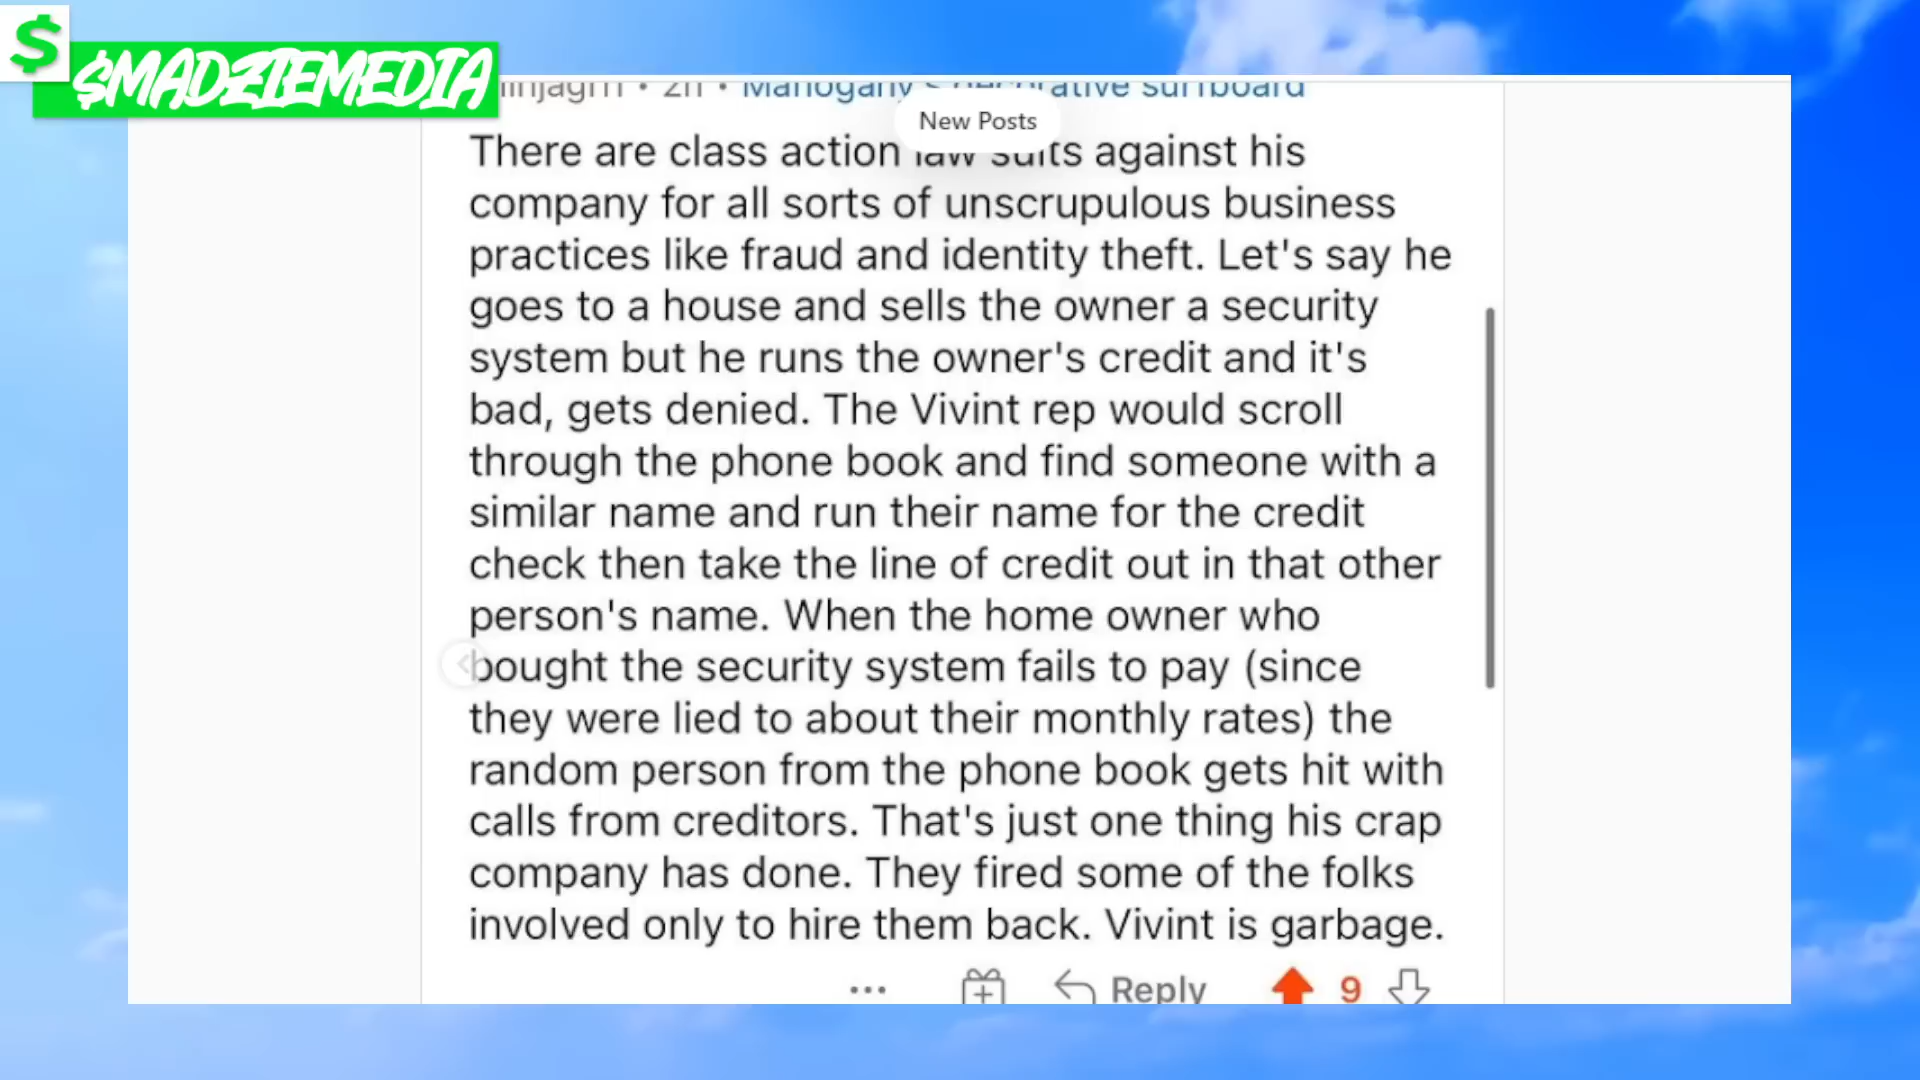 $
$MADZIEMEDIA
• 2h • Mahogany's decorative surfboard
New Posts
There are class action law suits against his
company for all sorts of unscrupulous business
practices like fraud and identity theft. Let's say he
goes to a house and sells the owner a security
system but he runs the owner's credit and it's
bad, gets denied. The Vivint rep would scroll
through the phone book and find someone with a
similar name and run their name for the credit
check then take the line of credit out in that other
person's name. When the home owner who
bought the security system fails to pay (since
they were lied to about their monthly rates) the
random person from the phone book gets hit with
calls from creditors. That's just one thing his crap
company has done. They fired some of the folks
involved only to hire them back. Vivint is garbage.
... Reply 9